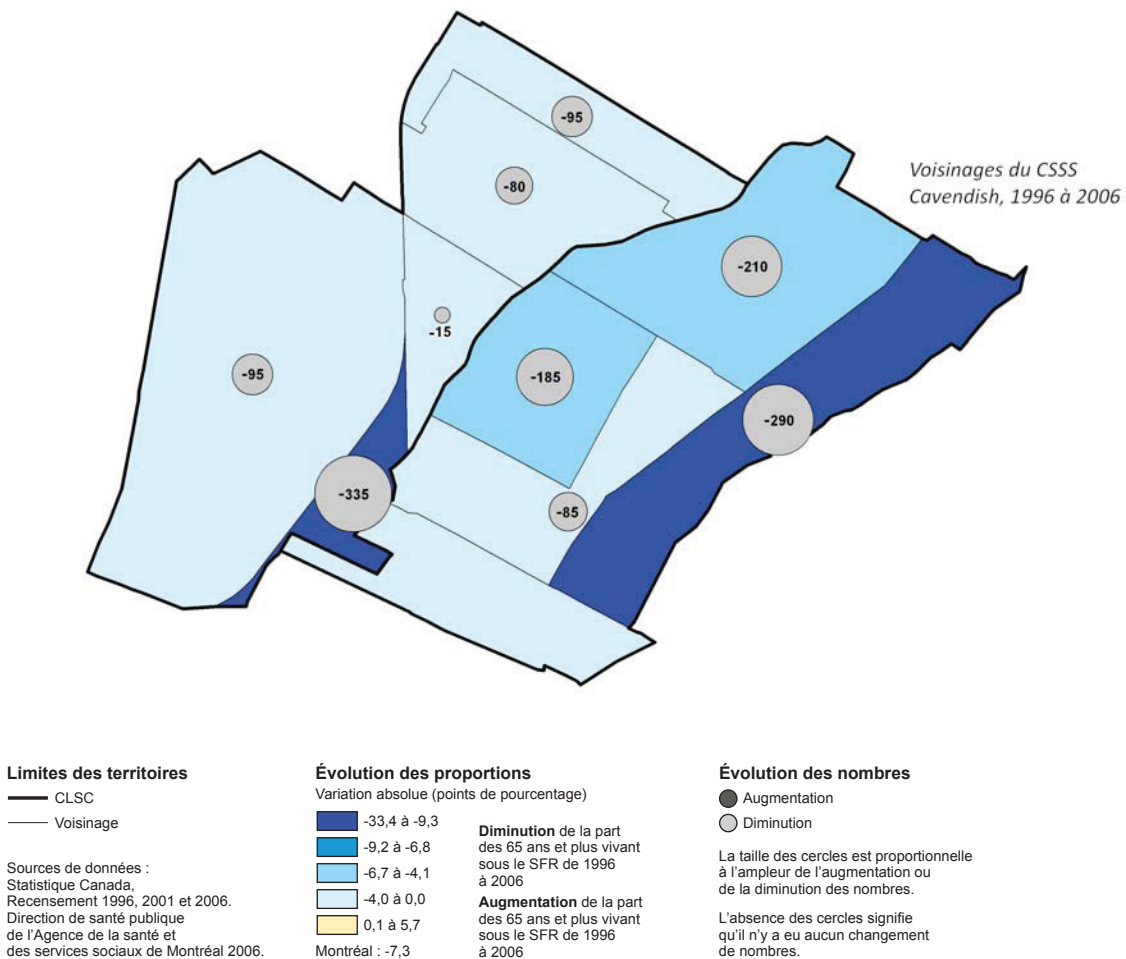 -95
-80
Voisinages du CSSS
Cavendish, 1996 à 2006
-210
-15
-95
-185
-290
-335
-85
Limites des territoires
CLSC
Voisinage
Sources de données :
Statistique Canada,
Recensement 1996, 2001 et 2006.
Direction de santé publique
de l'Agence de la santé et
des services sociaux de Montréal 2006.
Évolution des proportions
Variation absolue (points de pourcentage)
-33,4 à -9,3
-9,2 à -6,8
-6,7 à -4,1
-4,0 à 0,0
0,1 à 5,7
Montréal : -7,3
Diminution de la part
des 65 ans et plus vivant
sous le SFR de 1996
à 2006
Augmentation de la part
des 65 ans et plus vivant
sous le SFR de 1996
à 2006
Évolution des nombres
Augmentation
Diminution
La taille des cercles est proportionnelle
à l'ampleur de l'augmentation ou
de la diminution des nombres.
L'absence des cercles signifie
qu'il n'y a eu aucun changement
de nombres.